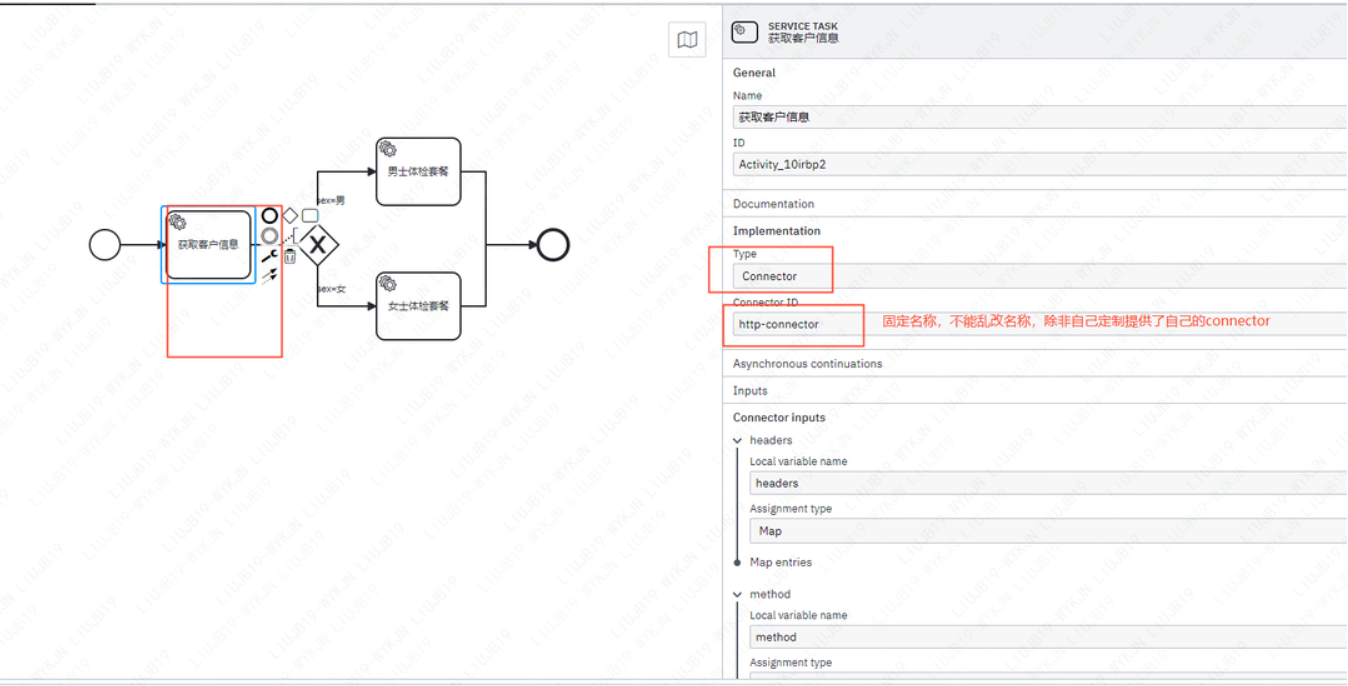 SERVICE TASK
获取客户信息
General
Name
获取客户信息
ID
Activity_10irbp2
Documentation
Implementation
Type
Connector
Connector ID
http-connector
固定名称，不能乱改名称，除非自己定制提供了自己的connector
Asynchronous continuations
Inputs
Connector inputs
headers
Local variable name
headers
Assignment type
Map
Map entries
method
Local variable name
method
Assignment type
男士体检套餐
sex=男
获取客户信息
sex=女
女士体检套餐
LIUJB19-WYKJN